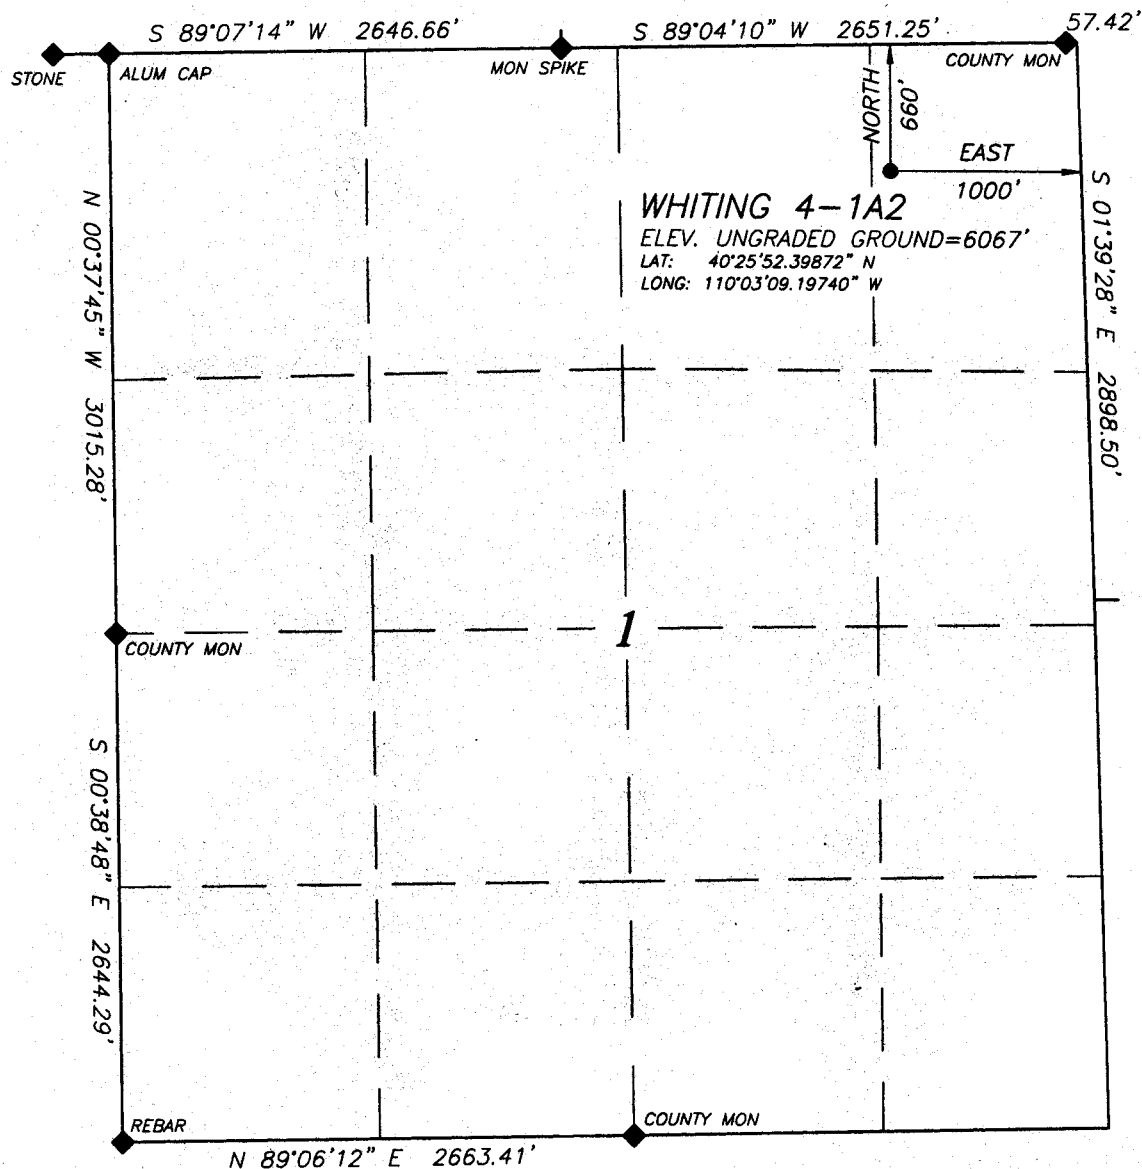 S 89°07'14" W 2646.66'
S 89°04'10" W 2651.25'
57.42'
STONE
ALUM CAP
MON SPIKE
COUNTY MON
NORTH
660'
EAST
1000'
WHITING 4-1A2
ELEV. UNGRADED GROUND=6067'
LAT: 40°25'52.39872" N
LONG: 110°03'09.19740" W
N 00°37'45" W 3015.28'
S 01°39'28" E 2898.50'
1
COUNTY MON
S 00°38'48" E 2644.29'
REBAR
COUNTY MON
N 89°06'12" E 2663.41'